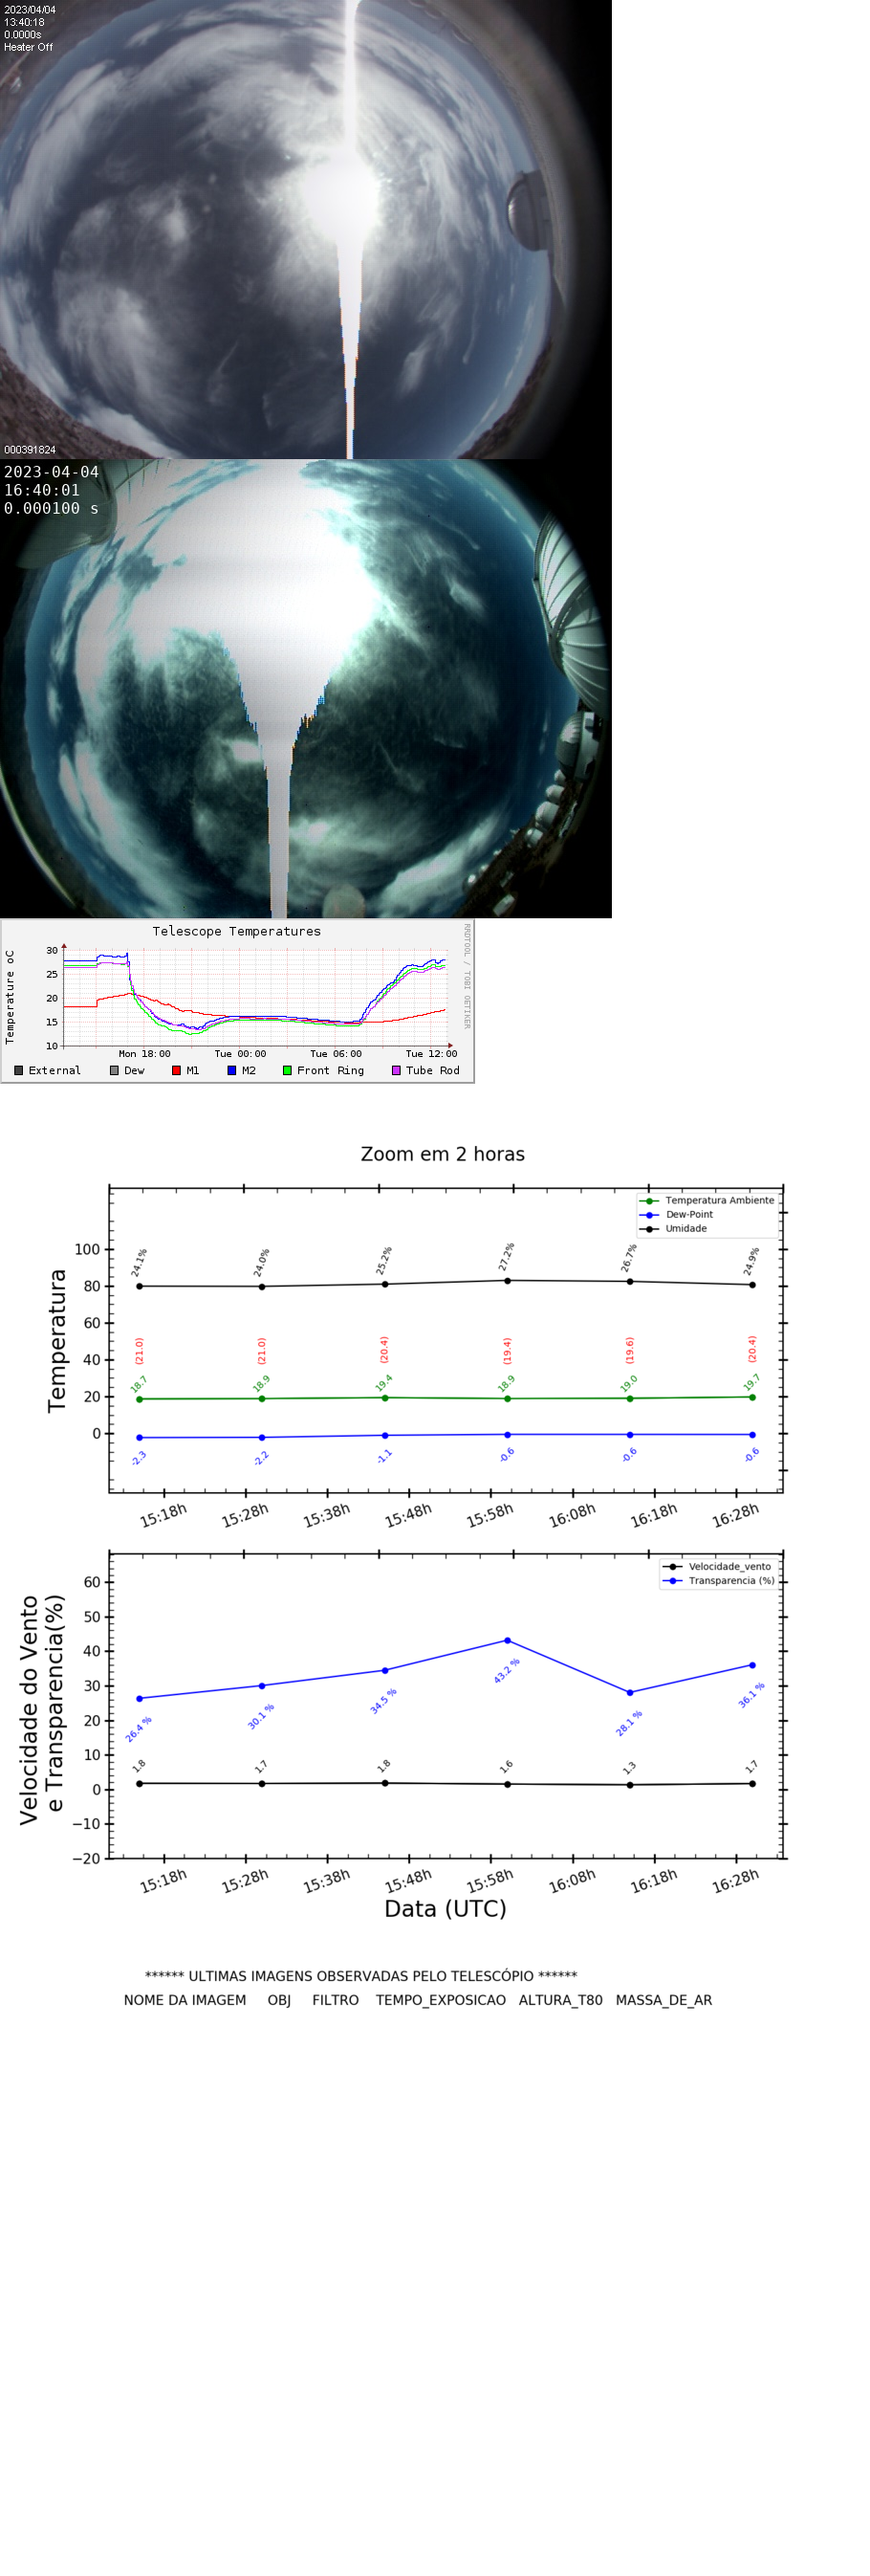 2023/04/04
13:40:18
0.0000s
Heater Off
000391824
2023-04-04
16:40:01
0.000100 s
Telescope Temperatures
RRDTOOL / TOBI OETIKER
Temperature oC
30
25
20
15
10
Mon 18:00 Tue 00:00 Tue 06:00 Tue 12:00
External Dew M1 M2 Front Ring Tube Rod
Zoom em 2 horas
Temperatura Ambiente
Dew-Point
Umidade
Temperatura
100
80
60
40
20
0
24.1% 24.0% 25.2% 27.2% 26.7% 24.9%
(21.0) (21.0) (20.4) (19.4) (19.6) (20.4)
18.7 18.9 19.4 18.9 19.0 19.7
-2.3 -2.2 -1.1 -0.6 -0.6 -0.6
15:18h 15:28h 15:38h 15:48h 15:58h 16:08h 16:18h 16:28h
Velocidade_vento
Transparencia (%)
Velocidade do Vento
e Transparencia(%)
60
50
40
30
20
10
0
−10
−20
26.4 % 30.1 % 34.5 % 43.2 % 28.1 % 36.1 %
1.8 1.7 1.8 1.6 1.3 1.7
15:18h 15:28h 15:38h 15:48h 15:58h 16:08h 16:18h 16:28h
Data (UTC)
****** ULTIMAS IMAGENS OBSERVADAS PELO TELESCÓPIO ******
NOME DA IMAGEM OBJ FILTRO TEMPO_EXPOSICAO ALTURA_T80 MASSA_DE_AR